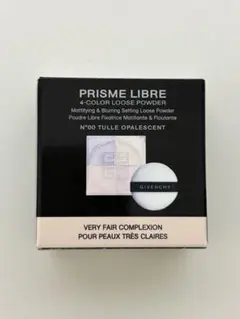 PRISME LIBRE
4-COLOR LOOSE POWDER
Mattifying & Blurring Setting Loose Powder
Poudre Libre Fixatrice Matifiante & Floutante
N°00 TULLE OPALESCENT
GIVENCHY
VERY FAIR COMPLEXION
POUR PEAUX TRÈS CLAIRES